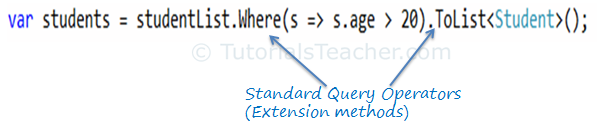 var students = studentList.Where(s => s.age > 20).ToList<Student>();
© TutorialsTeacher.com
Standard Query Operators
(Extension methods)